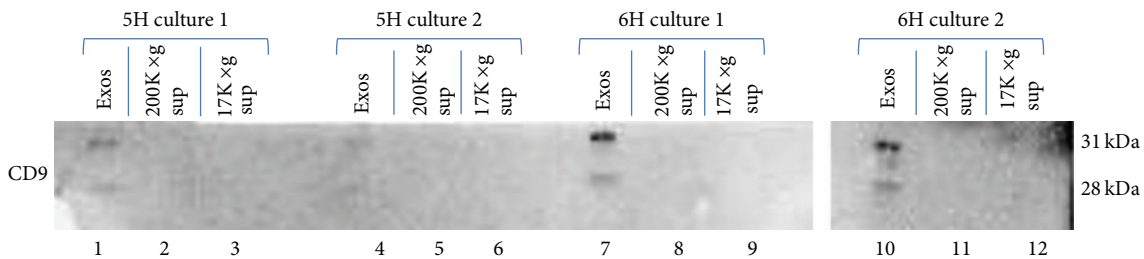 5H culture 1 5H culture 2 6H culture 1 6H culture 2
Exos 200K ×g sup 17K ×g sup Exos 200K ×g sup 17K ×g sup Exos 200K ×g sup 17K ×g sup Exos 200K ×g sup 17K ×g sup
31 kDa
CD9
28 kDa
1 2 3 4 5 6 7 8 9 10 11 12